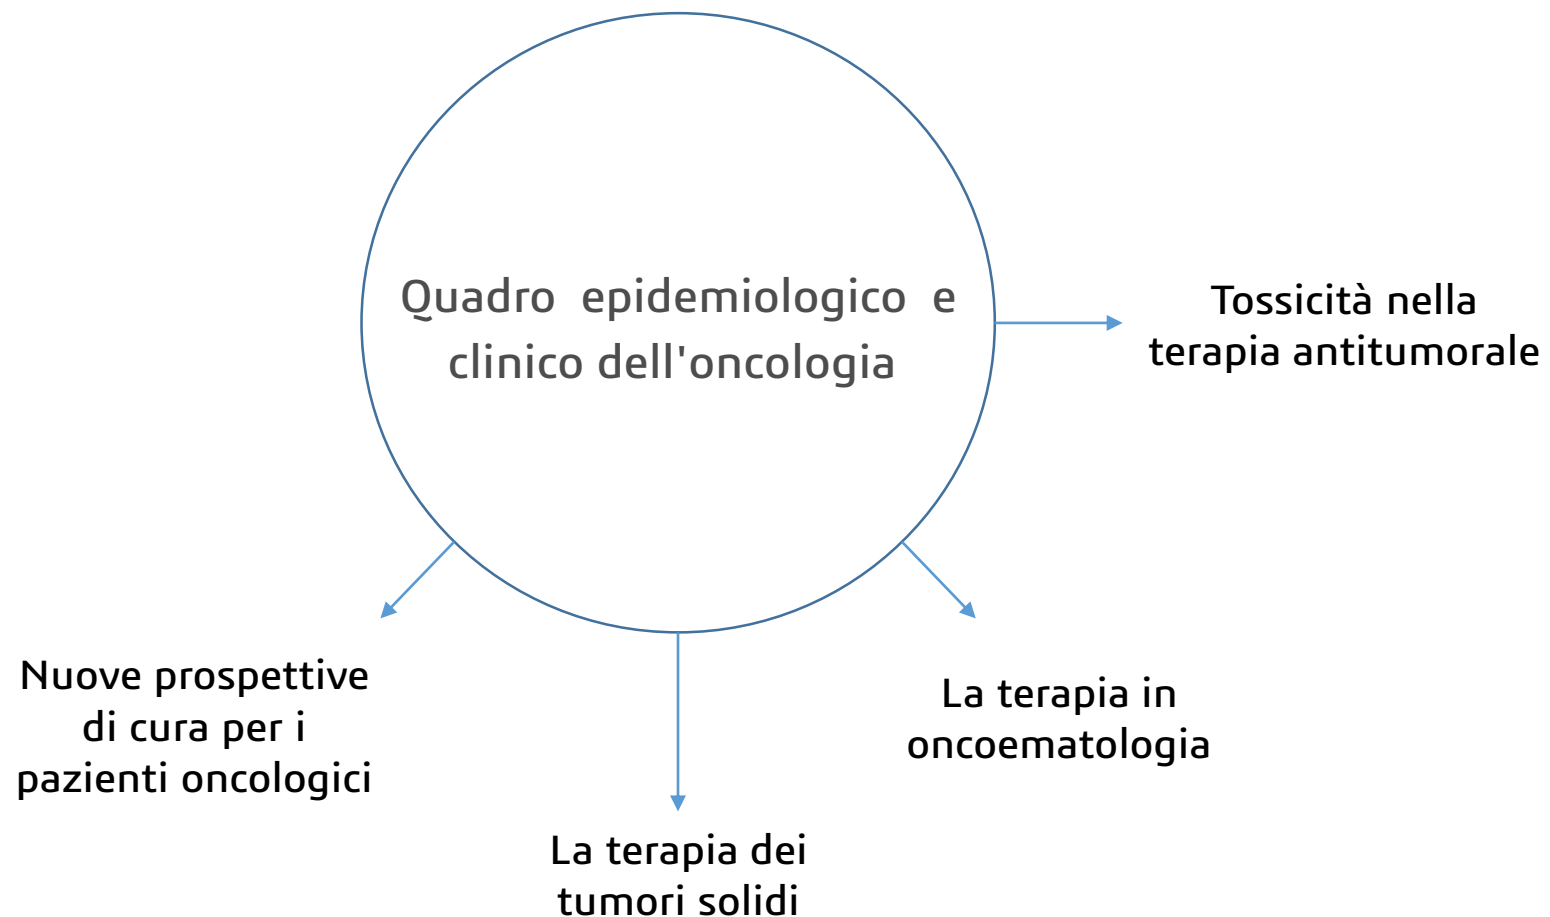 Quadro epidemiologico e
clinico dell'oncologia
Tossicità nella
terapia antitumorale
Nuove prospettive
di cura per i
pazienti oncologici
La terapia in
oncoematologia
La terapia dei
tumori solidi